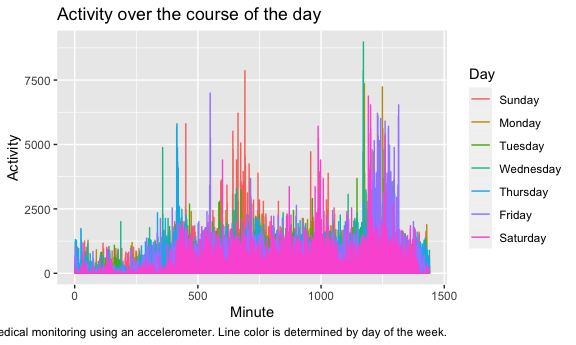 Activity over the course of the day
Activity
7500
5000
2500
0
0
500
1000
1500
Minute
Day
Sunday
Monday
Tuesday
Wednesday
Thursday
Friday
Saturday
monitoring using an accelerometer. Line color is determined by day of the week.